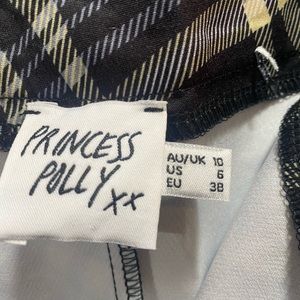 PRINCESS
POLLY xx
AU/UK 10
US 6
EU 38